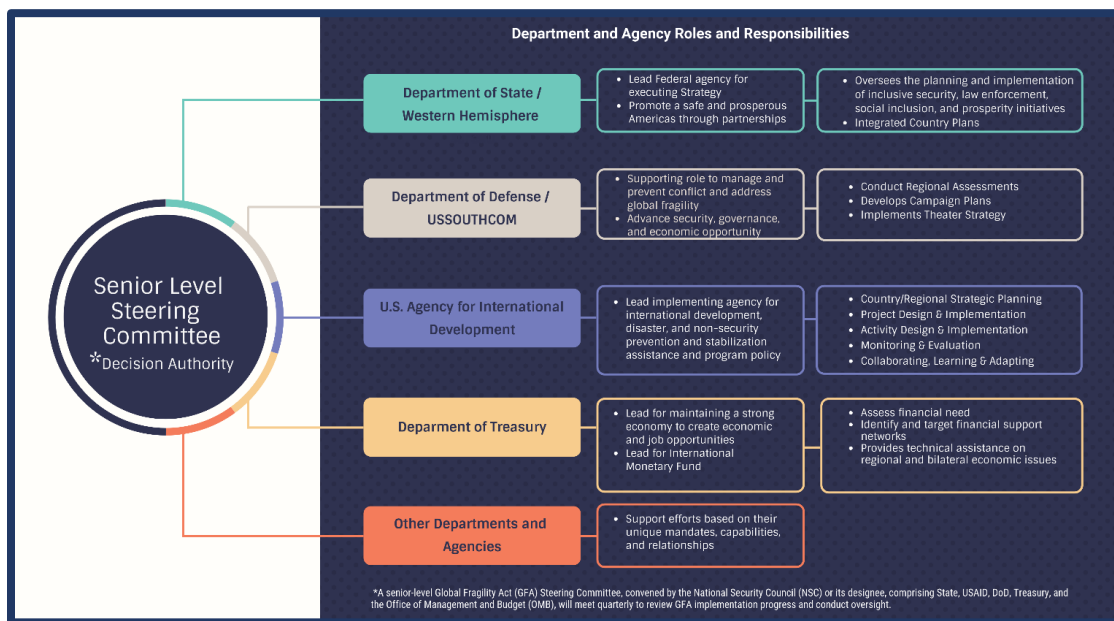 Department and Agency Roles and Responsibilities
Senior Level
Steering
Committee
*Decision Authority
Department of State /
Western Hemisphere
• Lead Federal agency for
executing Strategy
• Promote a safe and prosperous
Americas through partnerships
• Oversees the planning and implementation
of inclusive security, law enforcement,
social inclusion, and prosperity initiatives
• Integrated Country Plans
Department of Defense /
USSOUTHCOM
• Supporting role to manage and
prevent conflict and address
global fragility
• Advance security, governance,
and economic opportunity
• Conduct Regional Assessments
• Develops Campaign Plans
• Implements Theater Strategy
U.S. Agency for International
Development
• Lead implementing agency for
international development,
disaster, and non-security
prevention and stabilization
assistance and program policy
• Country/Regional Strategic Planning
• Project Design & Implementation
• Activity Design & Implementation
• Monitoring & Evaluation
• Collaborating, Learning & Adapting
Department of Treasury
• Lead for maintaining a strong
economy to create economic
and job opportunities
• Lead for International
Monetary Fund
• Assess financial need
• Identify and target financial support
networks
• Provides technical assistance on
regional and bilateral economic issues
Other Departments and
Agencies
• Support efforts based on their
unique mandates, capabilities,
and relationships
*A senior-level Global Fragility Act (GFA) Steering Committee, convened by the National Security Council (NSC) or its designee, comprising State, USAID, DoD, Treasury, and
the Office of Management and Budget (OMB), will meet quarterly to review GFA implementation progress and conduct oversight.